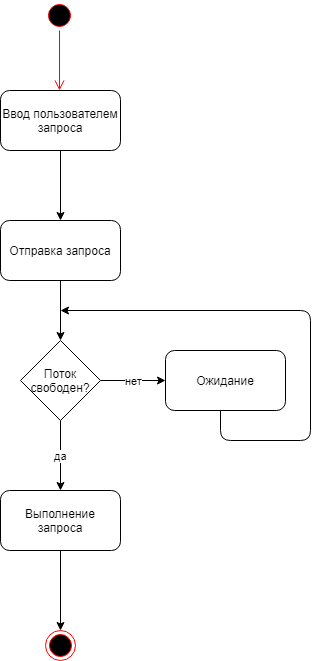 Ввод пользователем
запроса
Отправка запроса
Поток
свободен?
нет
Ожидание
да
Выполнение
запроса